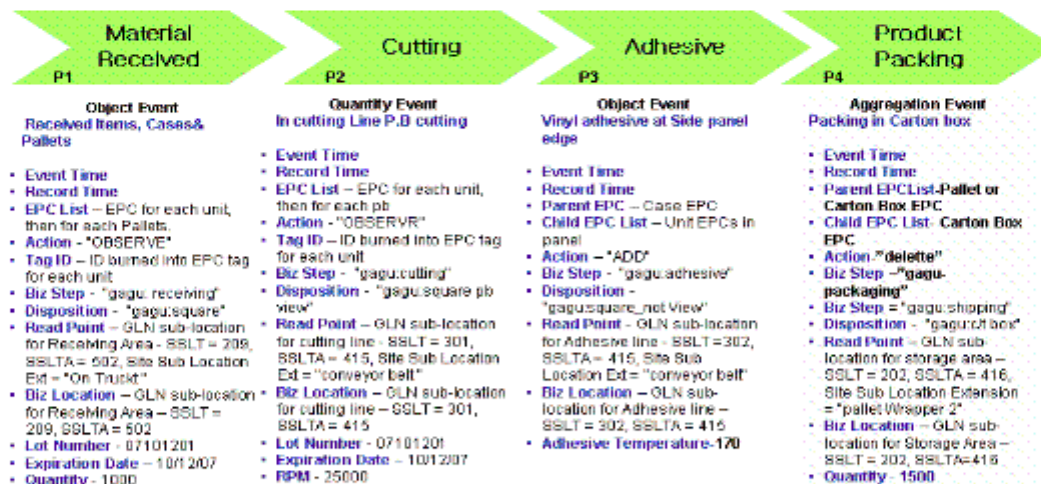 Material
Received
P1
Object Event
Received Items, Cases&
Pallets
• Event Time
• Record Time
• EPC List – EPC for each unit,
then for each Pallets.
• Action - "OBSERVE"
• Tag ID – ID burned into EPC tag
for each unit
• Biz Step - "gagu: receiving"
• Disposition - "gagu:square"
• Read Point – GLN sub-location
for Receiving Area - SSLT = 209,
SSLTA = 502, Site Sub Location
Ext = "On Truckt"
• Biz Location – GLN sub-location
for Receiving Area – SSLT =
209, SSLTA = 502
• Lot Number - 07101201
• Expiration Date – 10/12/07
• Quantity - 1000
Cutting
P2
Quantity Event
In cutting Line P.B cutting
• Event Time
• Record Time
• EPC List – EPC for each unit,
then for each pb
• Action - "OBSERVR"
• Tag ID – ID burned into EPC tag
for each unit
• Biz Step - "gagu:cutting"
• Disposition - "gagu:square pb
view"
• Read Point – GLN sub-location
for cutting line - SSLT = 301,
SSLTA = 415, Site Sub Location
Ext = "conveyor belt"
• Biz Location – GLN sub-location
for cutting line – SSLT = 301,
SSLTA = 415
• Lot Number - 07101201
• Expiration Date – 10/12/07
• RPM - 25000
Adhesive
P3
Object Event
Vinyl adhesive at Side panel
edge
• Event Time
• Record Time
• Parent EPC – Case EPC
• Child EPC List – Unit EPCs in
panel
• Action – "ADD"
• Biz Step - "gagu:adhesive"
• Disposition -
"gagu:square_not View"
• Read Point – GLN sub-location
for Adhesive line - SSLT =302,
SSLTA = 415, Site Sub
Location Ext = "conveyor belt"
• Biz Location – GLN sub-
location for Adhesive line –
SSLT = 302, SSLTA = 415
• Adhesive Temperature-170
Product
Packing
P4
Aggregation Event
Packing in Carton box
• Event Time
• Record Time
• Parent EPCList-Pallet or
Carton Box EPC
• Child EPC List- Carton Box
EPC
• Action-"delette"
• Biz Step –"gagu-
packaging"
• Biz Step = "gagu:shipping"
• Disposition - "gagu:c/t box"
• Read Point – GLN sub-
location for storage area –
SSLT = 202, SSLTA = 416,
Site Sub Location Extension
= "pallet Wrapper 2"
• Biz Location – GLN sub-
location for Storage Area –
SSLT = 202, SSLTA=416
• Quantity - 1500